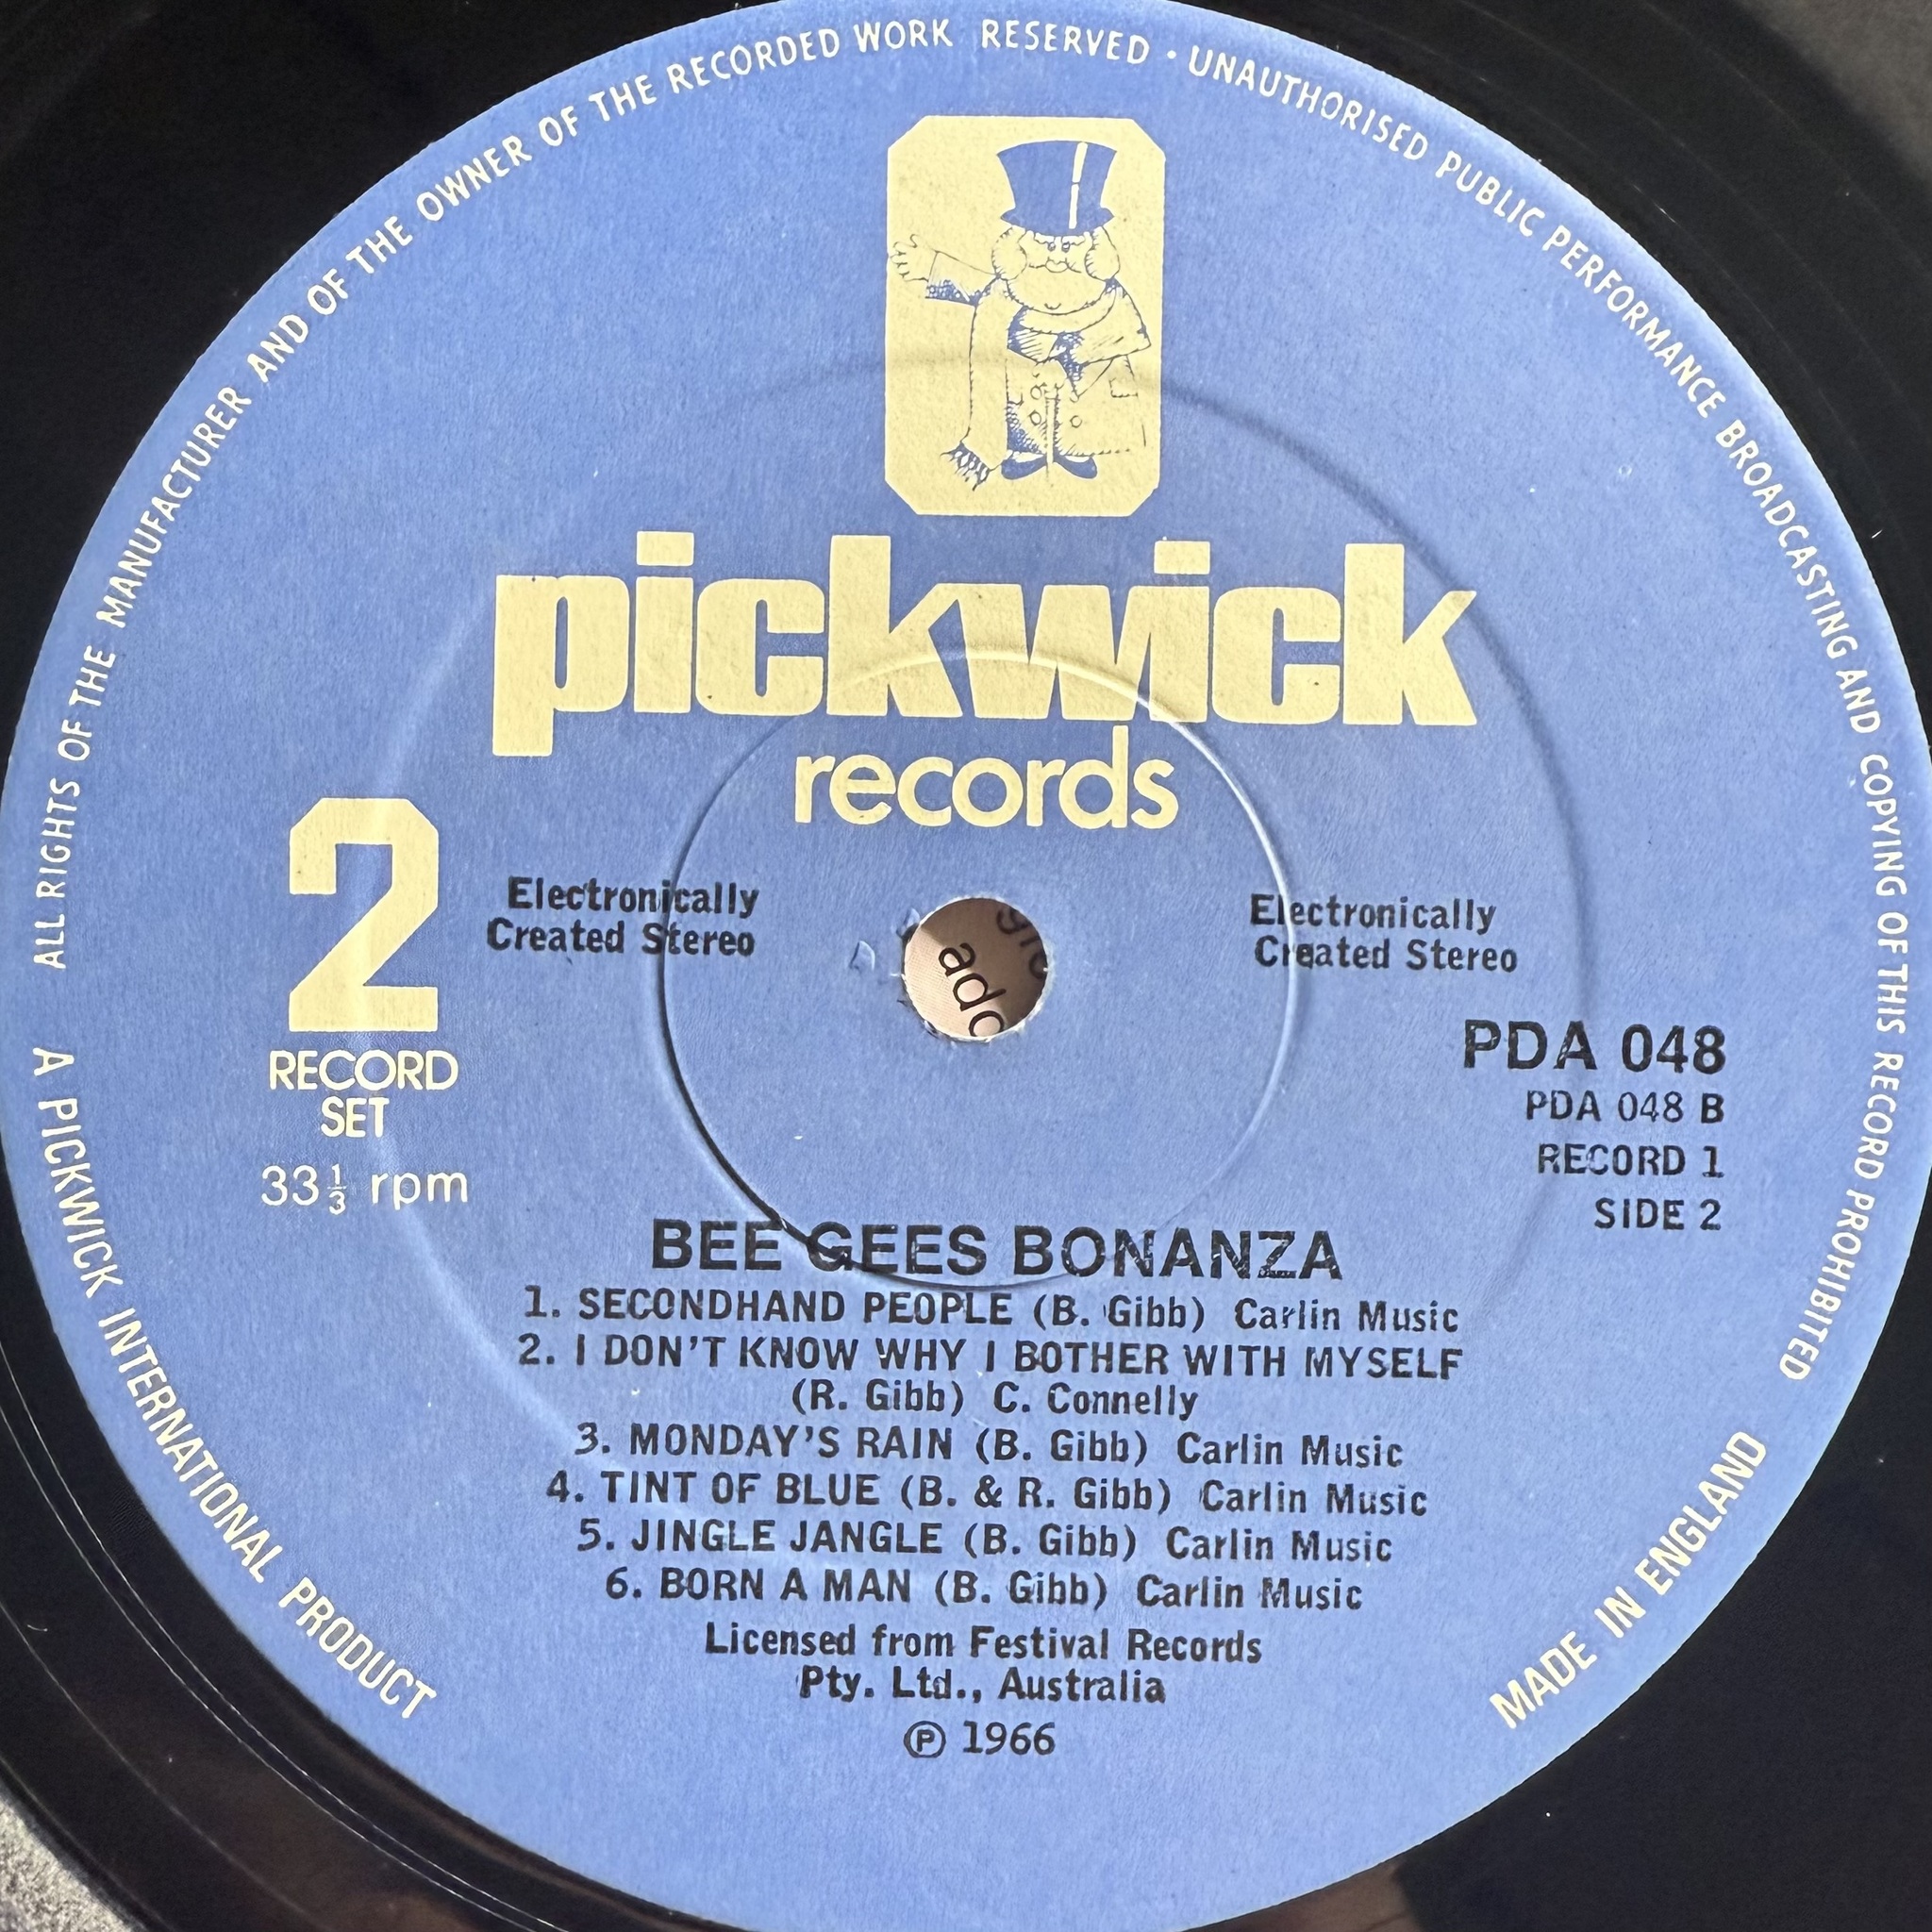 ALL RIGHTS OF THE MANUFACTURER AND OF THE OWNER OF THE RECORDED WORK RESERVED · UNAUTHORISED PUBLIC PERFORMANCE BROADCASTING AND COPYING OF THIS RECORD PROHIBITED
pickwick
records
2
RECORD
SET
33⅓ rpm
Electronically
Created Stereo
Electronically
Created Stereo
PDA 048
PDA 048 B
RECORD 1
SIDE 2
BEE GEES BONANZA
1. SECONDHAND PEOPLE (B. Gibb) Carlin Music
2. I DON'T KNOW WHY I BOTHER WITH MYSELF
(R. Gibb) C. Connelly
3. MONDAY'S RAIN (B. Gibb) Carlin Music
4. TINT OF BLUE (B. & R. Gibb) Carlin Music
5. JINGLE JANGLE (B. Gibb) Carlin Music
6. BORN A MAN (B. Gibb) Carlin Music
Licensed from Festival Records
Pty. Ltd., Australia
℗ 1966
A PICKWICK INTERNATIONAL PRODUCT
MADE IN ENGLAND